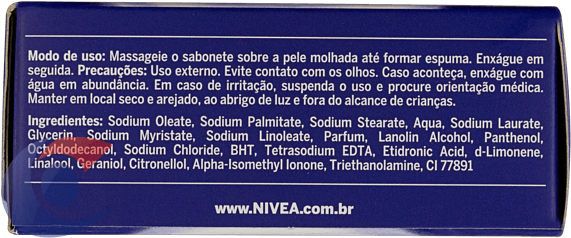 Modo de uso: Massageie o sabonete sobre a pele molhada até formar espuma. Enxágue em
seguida. Precauções: Uso externo. Evite contato com os olhos. Caso aconteça, enxágue com
água em abundância. Em caso de irritação, suspenda o uso e procure orientação médica.
Manter em local seco e arejado, ao abrigo de luz e fora do alcance de crianças.
Ingredientes: Sodium Oleate, Sodium Palmitate, Sodium Stearate, Aqua, Sodium Laurate,
Glycerin, Sodium Myristate, Sodium Linoleate, Parfum, Lanolin Alcohol, Panthenol,
Octyldodecanol, Sodium Chloride, BHT, Tetrasodium EDTA, Etidronic Acid, d-Limonene,
Linalool, Geraniol, Citronellol, Alpha-Isomethyl Ionone, Triethanolamine, CI 77891
www.NIVEA.com.br